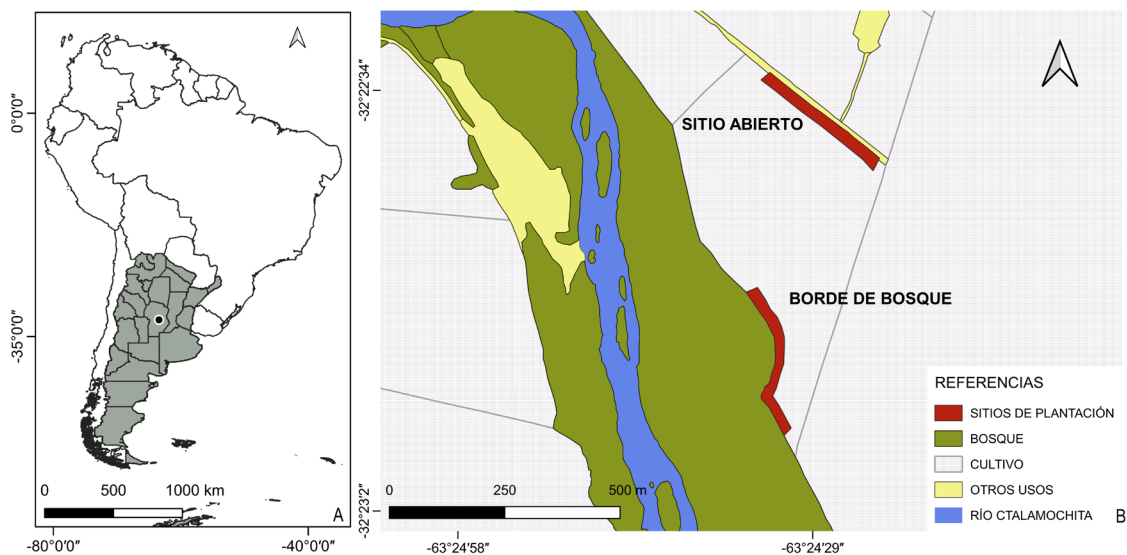 0°0'0"
-35°0'0"
0 500 1000 km
A
-80°0'0" -40°0'0"
-32°22'34"
-32°23'2"
SITIO ABIERTO
BORDE DE BOSQUE
REFERENCIAS
SITIOS DE PLANTACIÓN
BOSQUE
CULTIVO
OTROS USOS
RÍO CTALAMOCHITA
B
0 250 500 m
-63°24'58" -63°24'29"